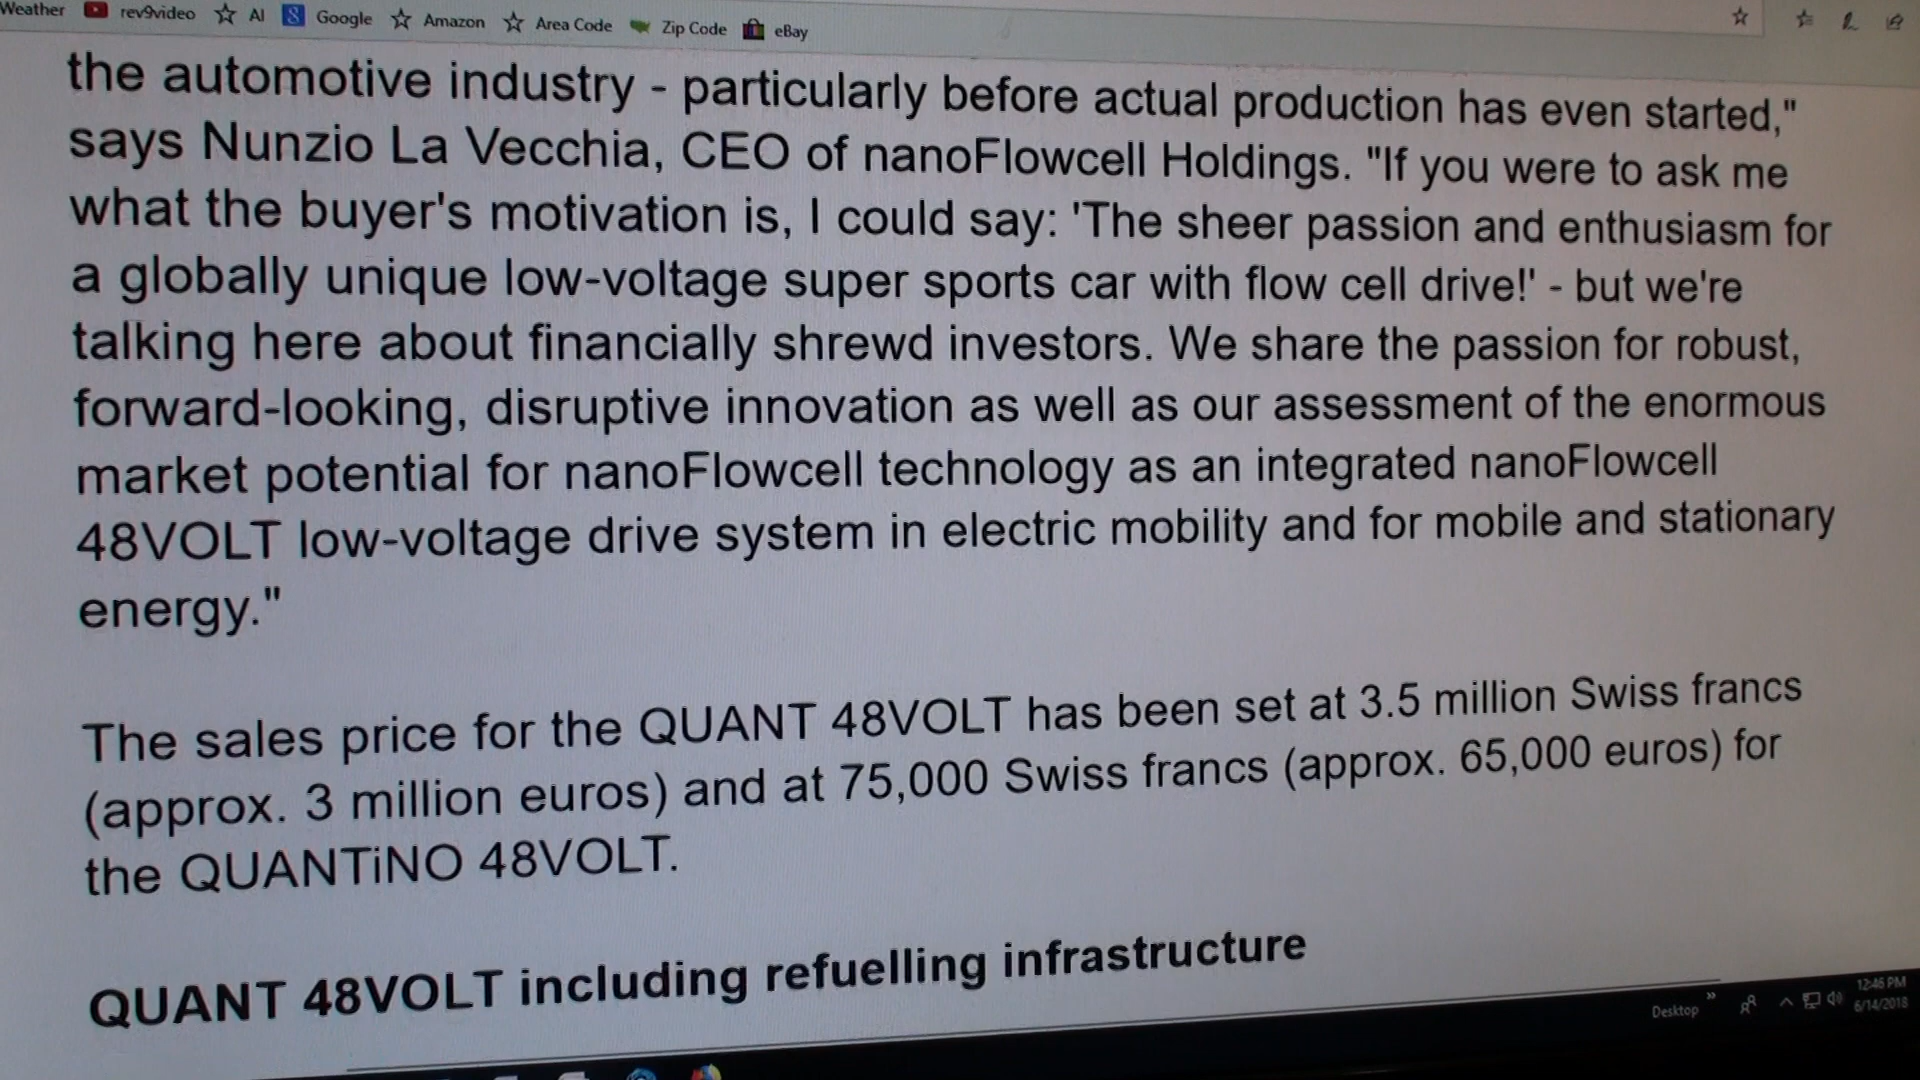 Weather rev9video AI Google Amazon Area Code Zip Code eBay
the automotive industry - particularly before actual production has even started,"
says Nunzio La Vecchia, CEO of nanoFlowcell Holdings. "If you were to ask me
what the buyer's motivation is, I could say: 'The sheer passion and enthusiasm for
a globally unique low-voltage super sports car with flow cell drive!' - but we're
talking here about financially shrewd investors. We share the passion for robust,
forward-looking, disruptive innovation as well as our assessment of the enormous
market potential for nanoFlowcell technology as an integrated nanoFlowcell
48VOLT low-voltage drive system in electric mobility and for mobile and stationary
energy."
The sales price for the QUANT 48VOLT has been set at 3.5 million Swiss francs
(approx. 3 million euros) and at 75,000 Swiss francs (approx. 65,000 euros) for
the QUANTiNO 48VOLT.
QUANT 48VOLT including refuelling infrastructure
12:46 PM
Desktop 6/14/2018